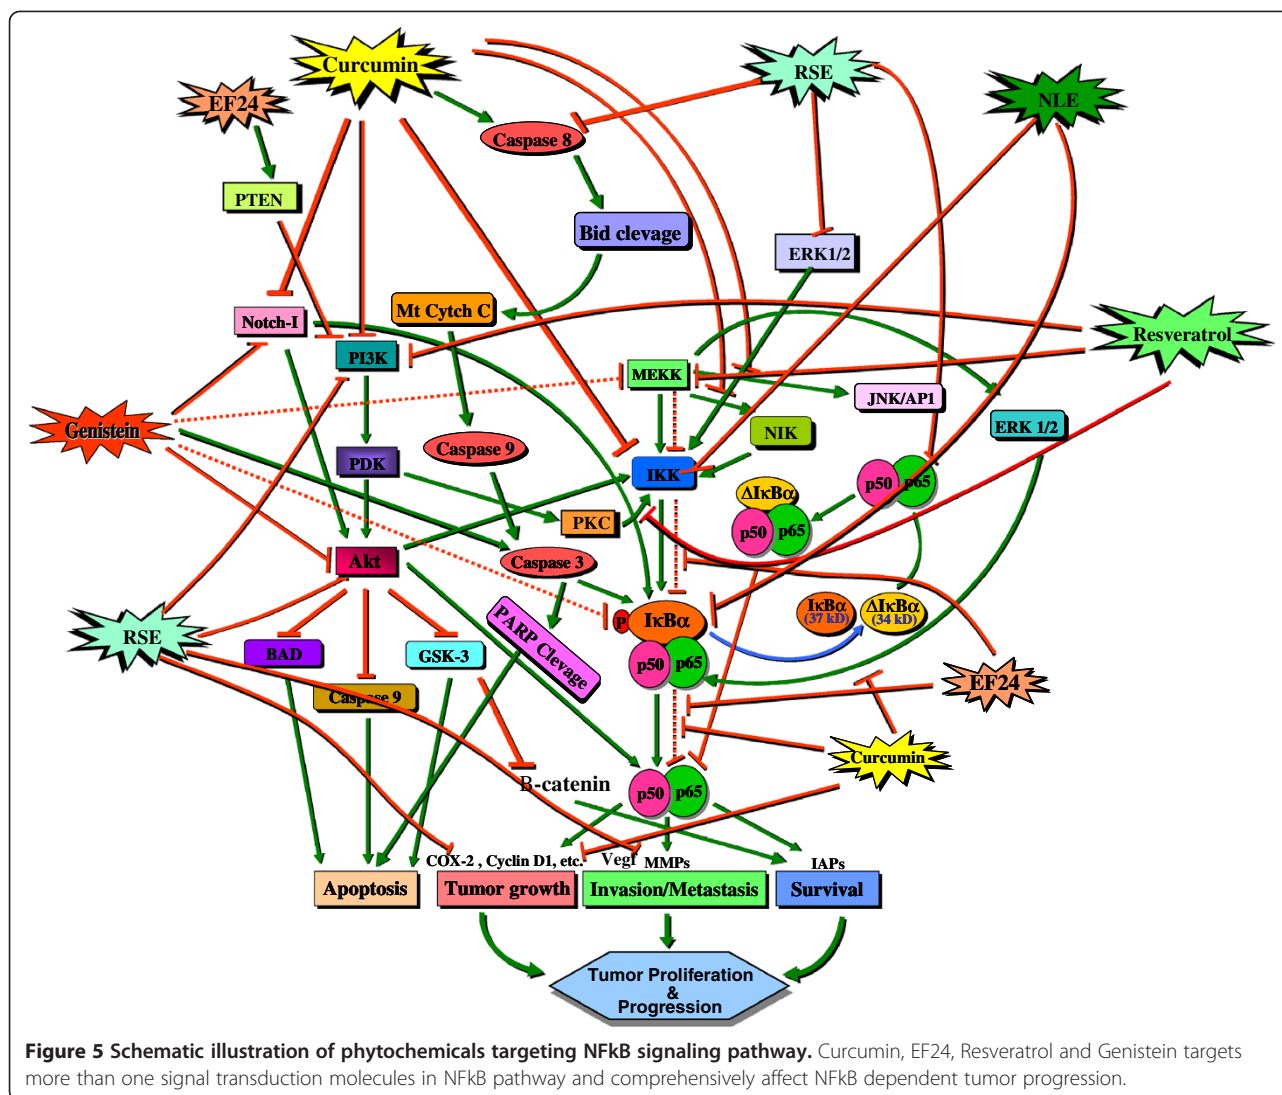 Curcumin
RSE
EF24
NLE
Caspase 8
PTEN
Bid clevage
ERK1/2
Mt Cytch C
Notch-I
Resveratrol
PI3K
MEKK
JNK/AP1
Genistein
ERK 1/2
NIK
Caspase 9
PDK
IKK
ΔIκBα
p50 p65
p50 p65
PKC
Akt
Caspase 3
P IκBα
IκBα
(37 kD)
ΔIκBα
(34 kD)
RSE
PARP Clevage
BAD
GSK-3
p50 p65
EF24
Caspase 9
Curcumin
B-catenin
p50 p65
COX-2 , Cyclin D1, etc. Vegf MMPs
IAPs
Apoptosis
Tumor growth
Invasion/Metastasis
Survival
Tumor Proliferation
&
Progression
Figure 5 Schematic illustration of phytochemicals targeting NFkB signaling pathway. Curcumin, EF24, Resveratrol and Genistein targets
more than one signal transduction molecules in NFkB pathway and comprehensively affect NFkB dependent tumor progression.